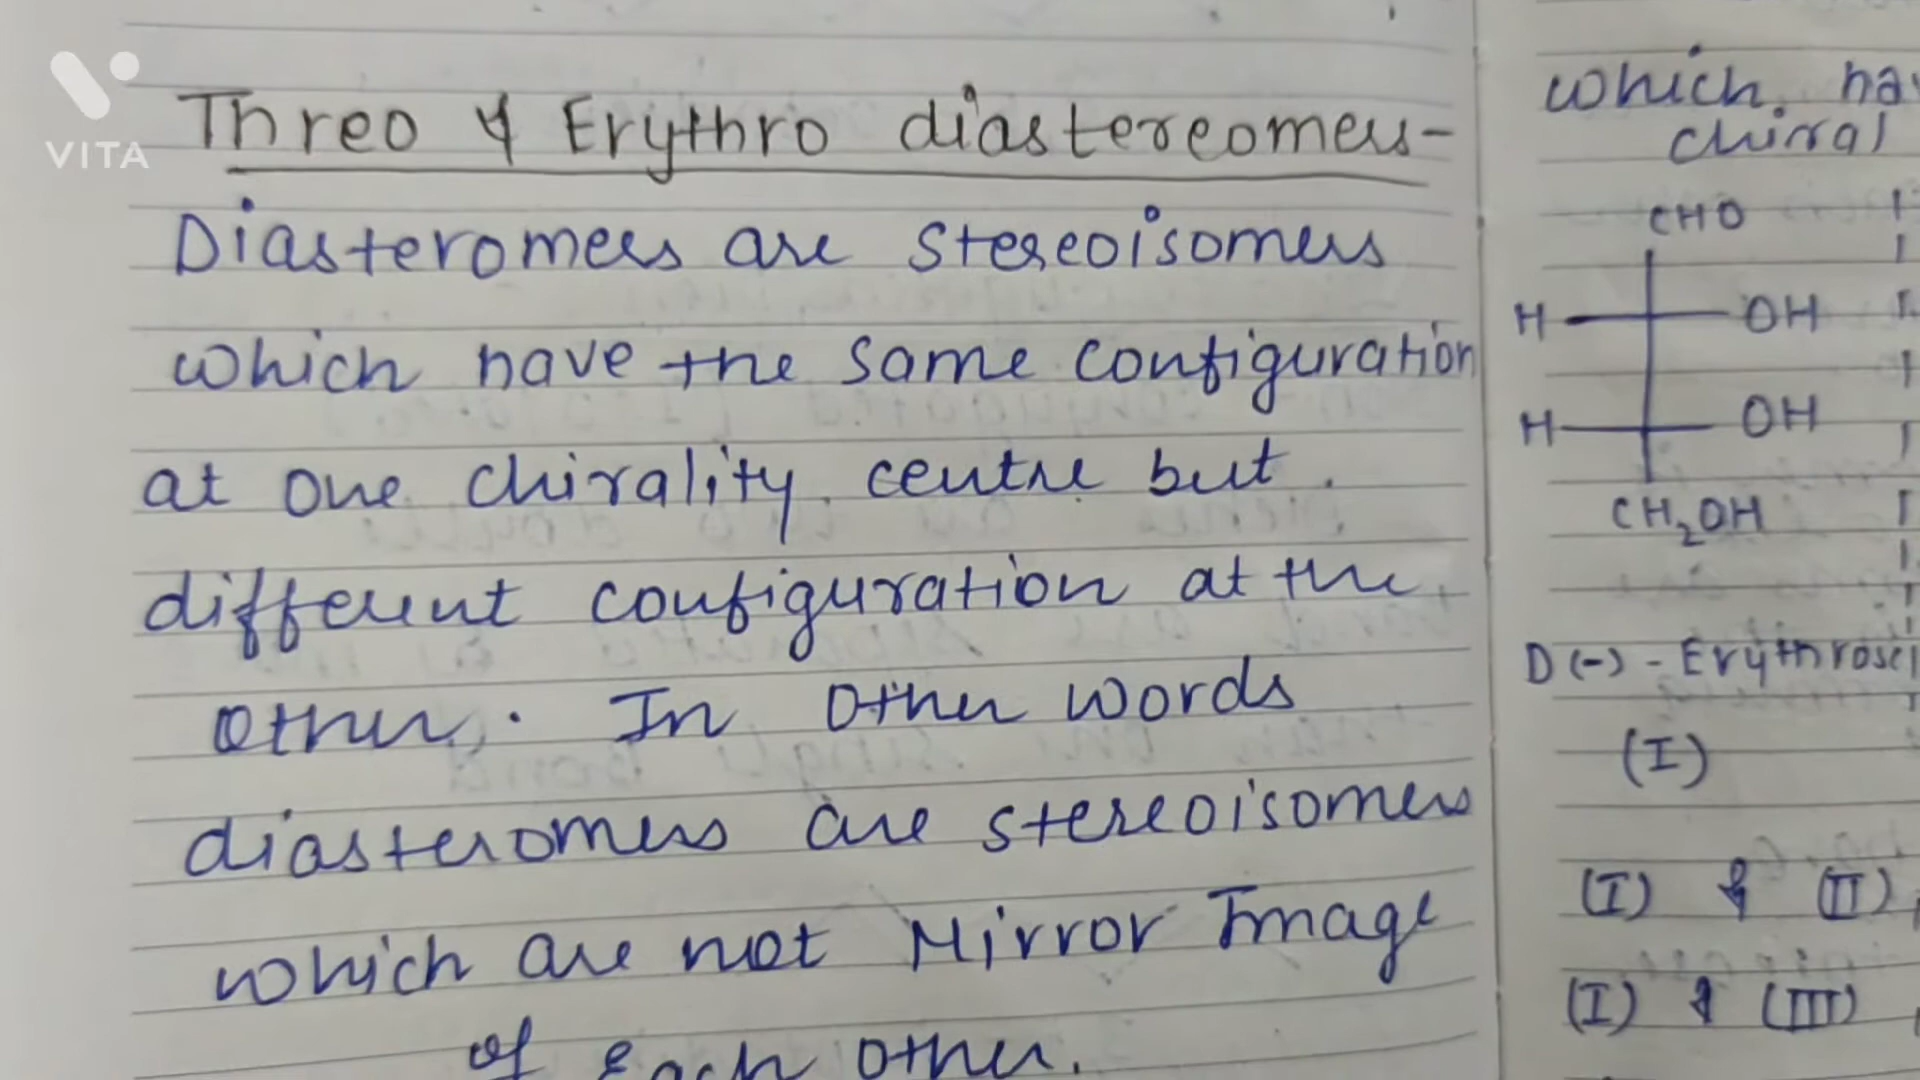 VITA
Threo & Erythro diastereomers-
Diasteromers are stereoisomers
which have the same configuration
at one chirality centre but
different configuration at the
other. In other words
diasteromers are stereoisomers
which are not Mirror Image
of each other.
which ha
chiral
CHO
H OH
H OH
CH₂OH
D(-) - Erythrose
(I)
(I) & (II)
(I) & (III)